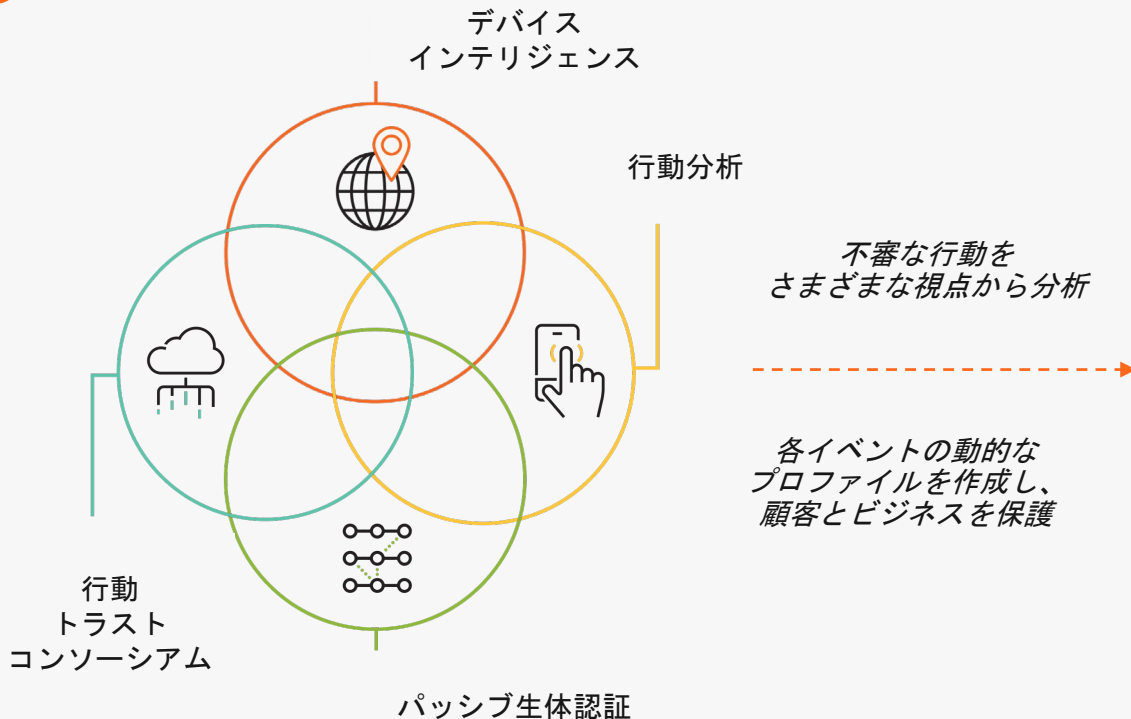 デバイス
インテリジェンス
行動分析
不審な行動を
さまざまな視点から分析
各イベントの動的な
プロファイルを作成し、
顧客とビジネスを保護
行動
トラスト
コンソーシアム
パッシブ生体認証